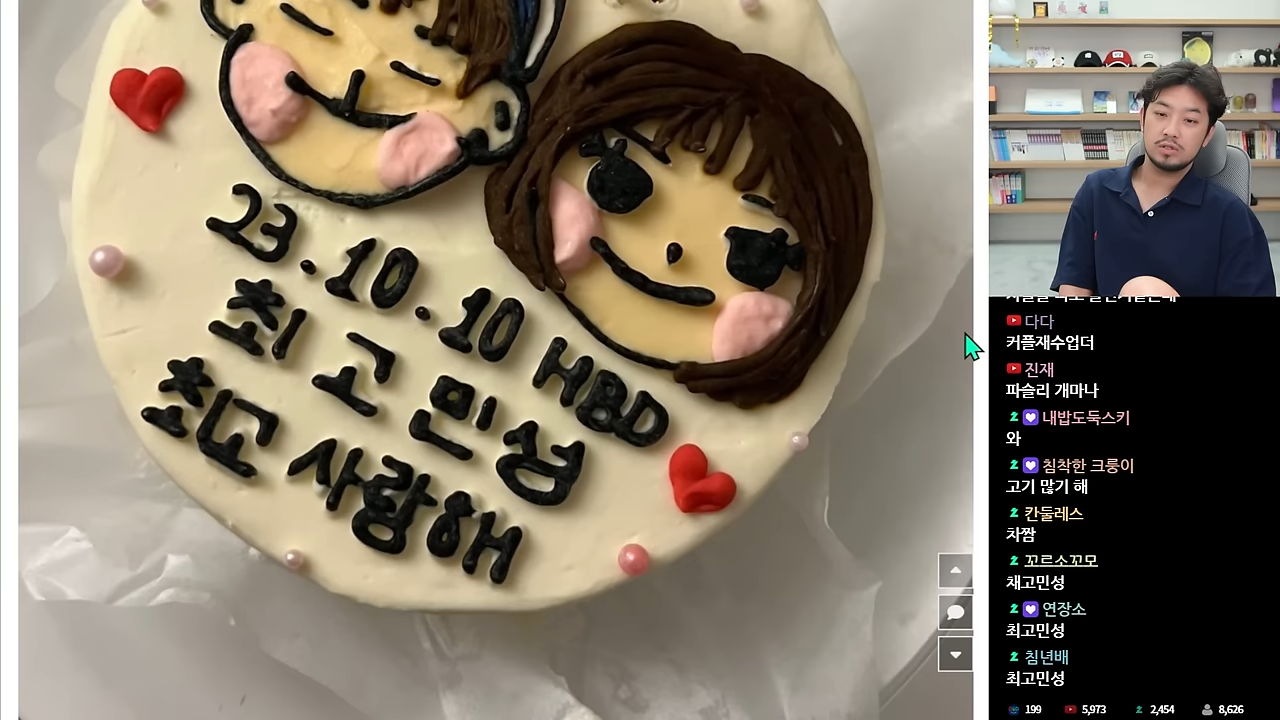 23.10.10 HBD
최고 민성
최고 사랑해
다다
커플재수업더
진재
파슬리 개마나
내밥도둑스키
와
침착한 크룽이
고기 많기 해
칸둘레스
차짬
꼬르소꼬모
채고민성
연장소
최고민성
침년배
최고민성
199 5,973 2,454 8,626